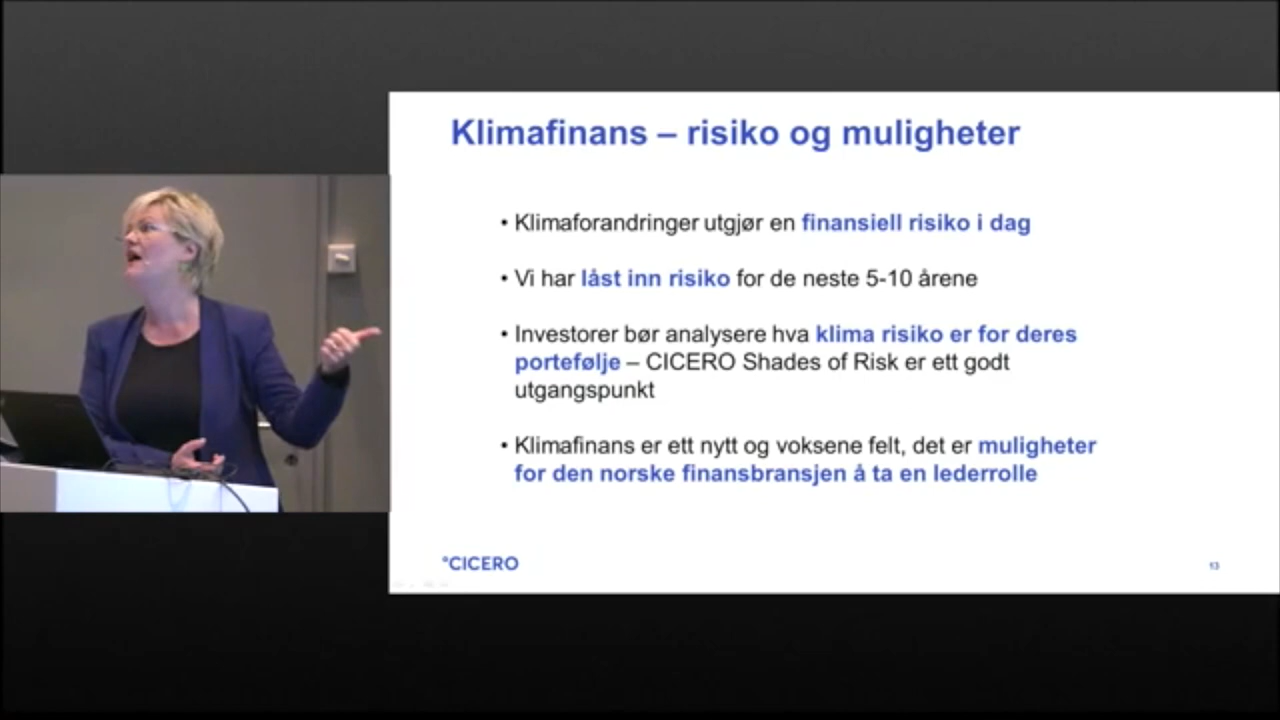 Klimafinans – risiko og muligheter
• Klimaforandringer utgjør en finansiell risiko i dag
• Vi har låst inn risiko for de neste 5-10 årene
• Investorer bør analysere hva klima risiko er for deres
portefølje – CICERO Shades of Risk er ett godt
utgangspunkt
• Klimafinans er ett nytt og voksene felt, det er muligheter
for den norske finansbransjen å ta en lederrolle
°CICERO
13